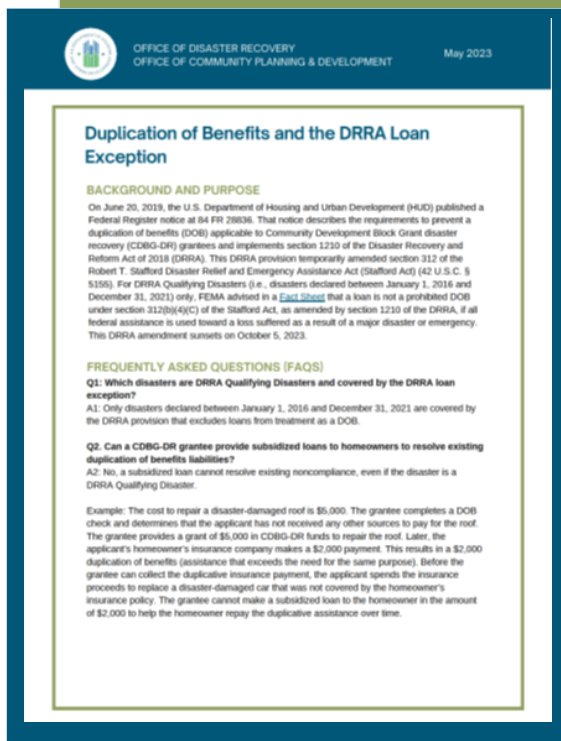 OFFICE OF DISASTER RECOVERY
OFFICE OF COMMUNITY PLANNING & DEVELOPMENT
May 2023
Duplication of Benefits and the DRRA Loan
Exception
BACKGROUND AND PURPOSE
On June 20, 2019, the U.S. Department of Housing and Urban Development (HUD) published a
Federal Register notice at 84 FR 28836. That notice describes the requirements to prevent a
duplication of benefits (DOB) applicable to Community Development Block Grant disaster
recovery (CDBG-DR) grantees and implements section 1210 of the Disaster Recovery and
Reform Act of 2018 (DRRA). This DRRA provision temporarily amended section 312 of the
Robert T. Stafford Disaster Relief and Emergency Assistance Act (Stafford Act) (42 U.S.C. §
5155). For DRRA Qualifying Disasters (i.e., disasters declared between January 1, 2016 and
December 31, 2021) only, FEMA advised in a Fact Sheet that a loan is not a prohibited DOB
under section 312(b)(4)(C) of the Stafford Act, as amended by section 1210 of the DRRA, if all
federal assistance is used toward a loss suffered as a result of a major disaster or emergency.
This DRRA amendment sunsets on October 5, 2023.
FREQUENTLY ASKED QUESTIONS (FAQS)
Q1: Which disasters are DRRA Qualifying Disasters and covered by the DRRA loan
exception?
A1: Only disasters declared between January 1, 2016 and December 31, 2021 are covered by
the DRRA provision that excludes loans from treatment as a DOB.
Q2. Can a CDBG-DR grantee provide subsidized loans to homeowners to resolve existing
duplication of benefits liabilities?
A2: No, a subsidized loan cannot resolve existing noncompliance, even if the disaster is a
DRRA Qualifying Disaster.
Example: The cost to repair a disaster-damaged roof is $5,000. The grantee completes a DOB
check and determines that the applicant has not received any other sources to pay for the roof.
The grantee provides a grant of $5,000 in CDBG-DR funds to repair the roof. Later, the
applicant's homeowner's insurance company makes a $2,000 payment. This results in a $2,000
duplication of benefits (assistance that exceeds the need for the same purpose). Before the
grantee can collect the duplicative insurance payment, the applicant spends the insurance
proceeds to replace a disaster-damaged car that was not covered by the homeowner's
insurance policy. The grantee cannot make a subsidized loan to the homeowner in the amount
of $2,000 to help the homeowner repay the duplicative assistance over time.